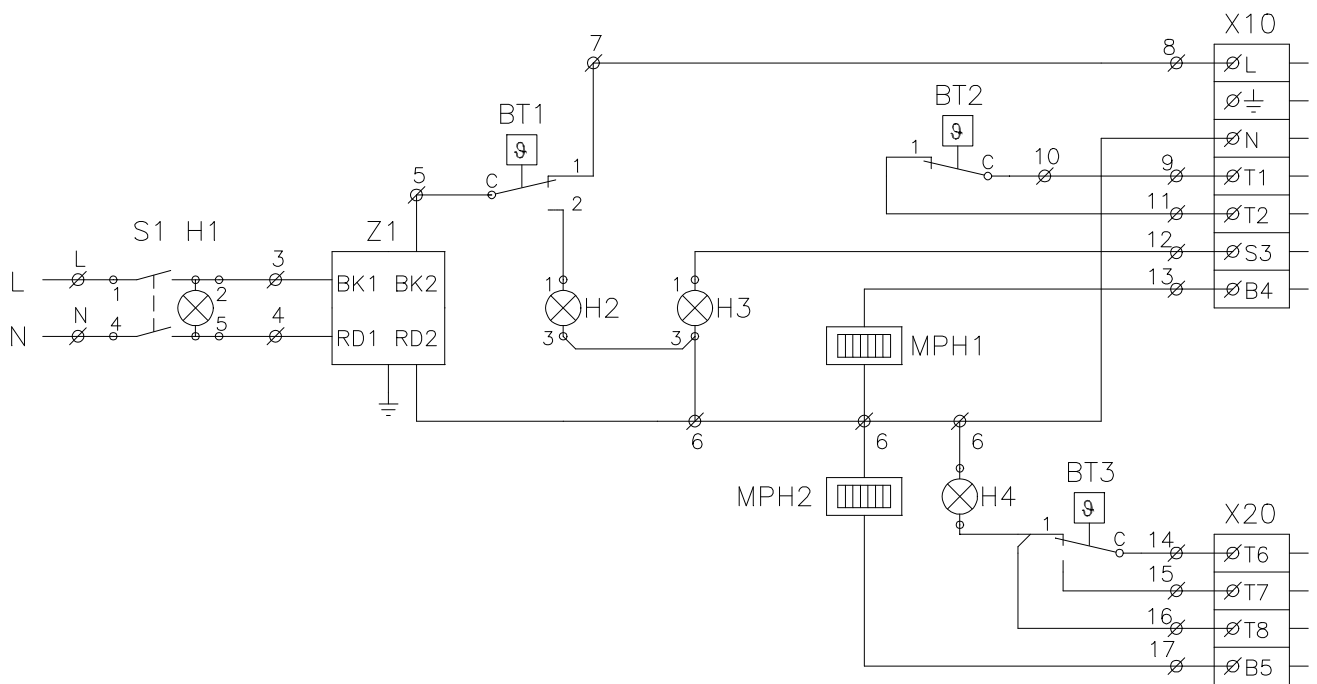 X10
7
8
L
BT1
BT2
ϑ
ϑ
N
1
C
10
9
T1
1
5
C
2
11
T2
S1 H1
Z1
12
S3
L
L
3
BK1 BK2
1
1
13
B4
1
2
H2
H3
N
N
4
5
4
RD1 RD2
3
3
MPH1
6
6
6
MPH2
H4
BT3
ϑ
X20
1
C
14
T6
15
T7
16
T8
17
B5